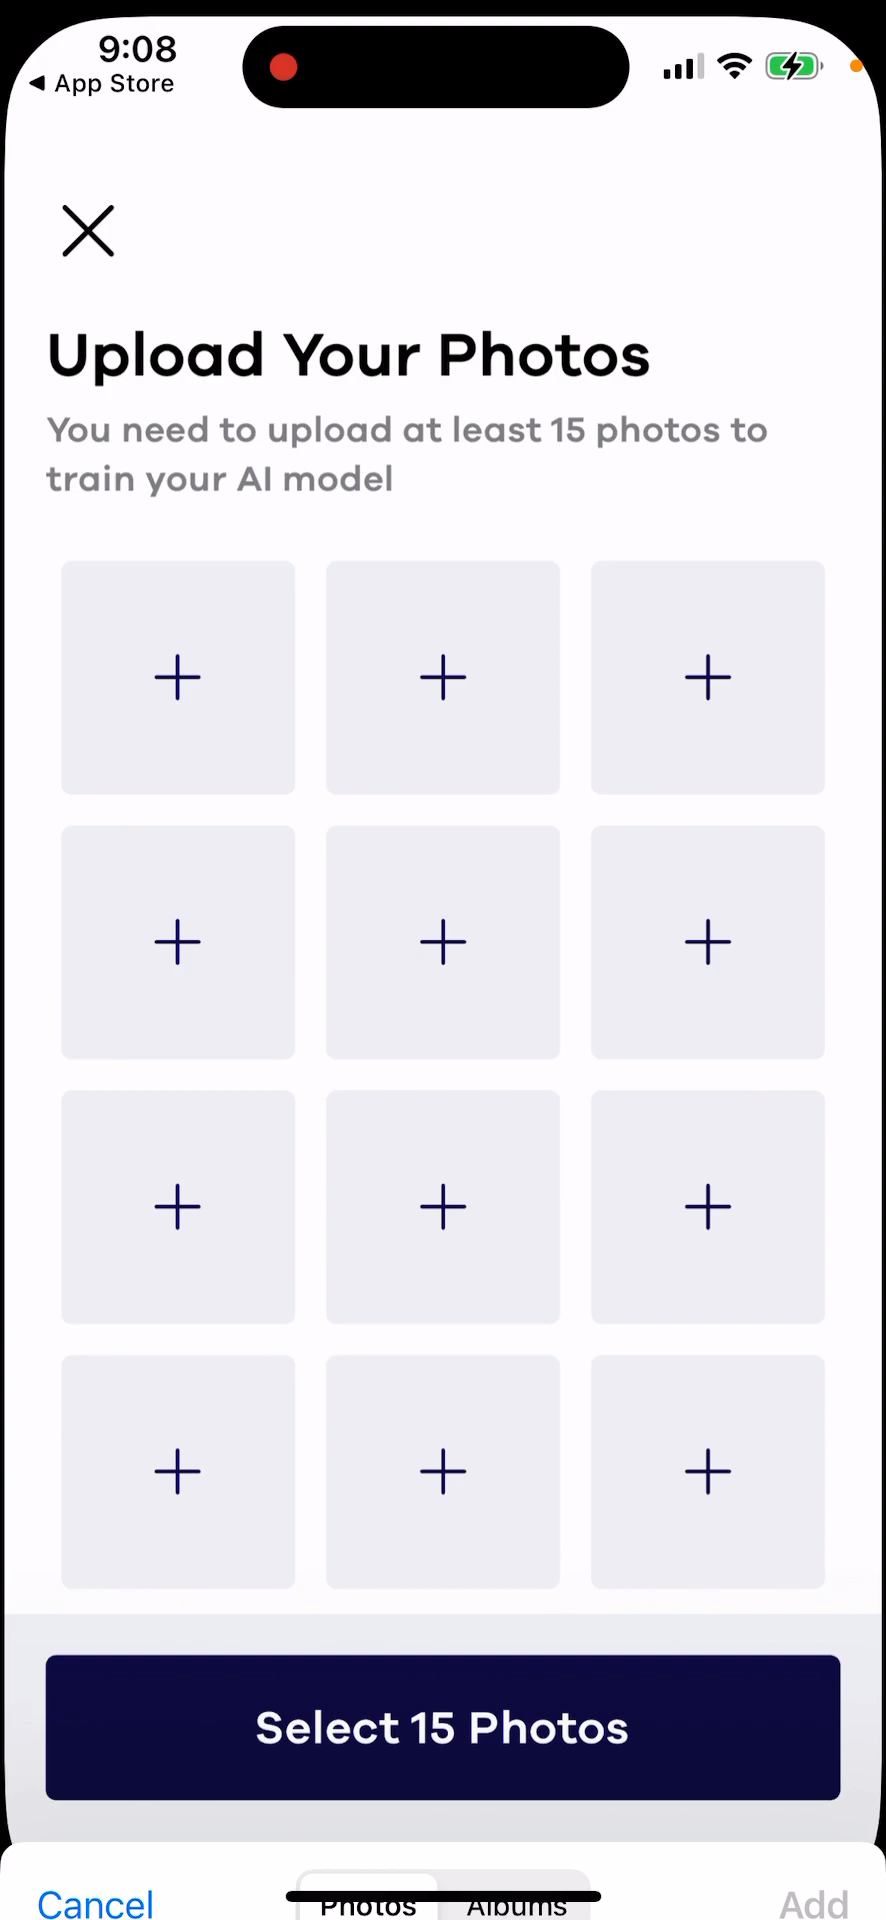 9:08
◀ App Store
Upload Your Photos
You need to upload at least 15 photos to
train your AI model
Select 15 Photos
Cancel
Photos
Albums
Add